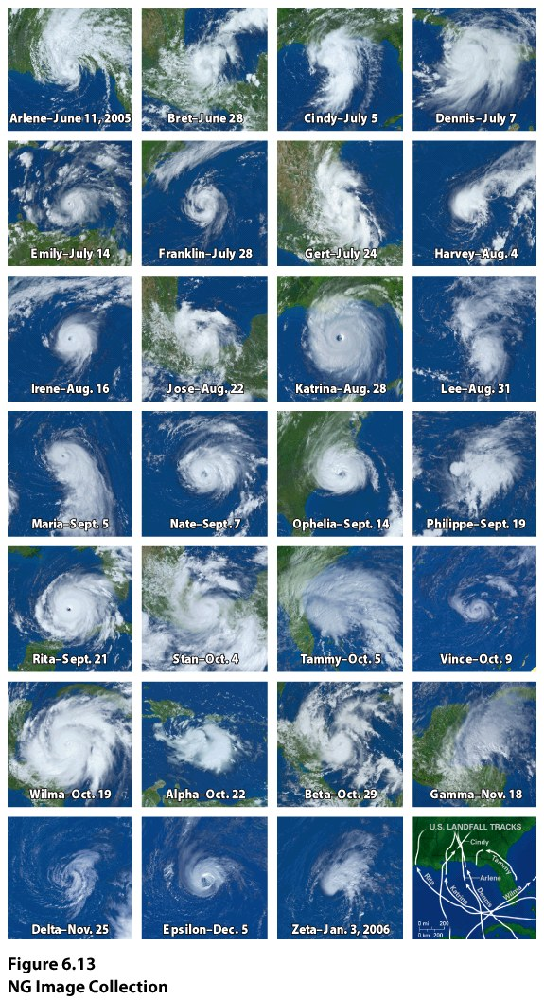 Arlene–June 11, 2005
Bret–June 28
Cindy–July 5
Dennis–July 7
Emily–July 14
Franklin–July 28
Gert–July 24
Harvey–Aug. 4
Irene–Aug. 16
Jose–Aug. 22
Katrina–Aug. 28
Lee–Aug. 31
Maria–Sept. 5
Nate–Sept. 7
Ophelia–Sept. 14
Philippe–Sept. 19
Rita–Sept. 21
Stan–Oct. 4
Tammy–Oct. 5
Vince–Oct. 9
Wilma–Oct. 19
Alpha–Oct. 22
Beta–Oct. 29
Gamma–Nov. 18
Delta–Nov. 25
Epsilon–Dec. 5
Zeta–Jan. 3, 2006
U.S. LANDFALL TRACKS
Cindy
Tammy
Arlene
Rita
Katrina
Dennis
Wilma
0 mi 200
0 km 200
Figure 6.13
NG Image Collection